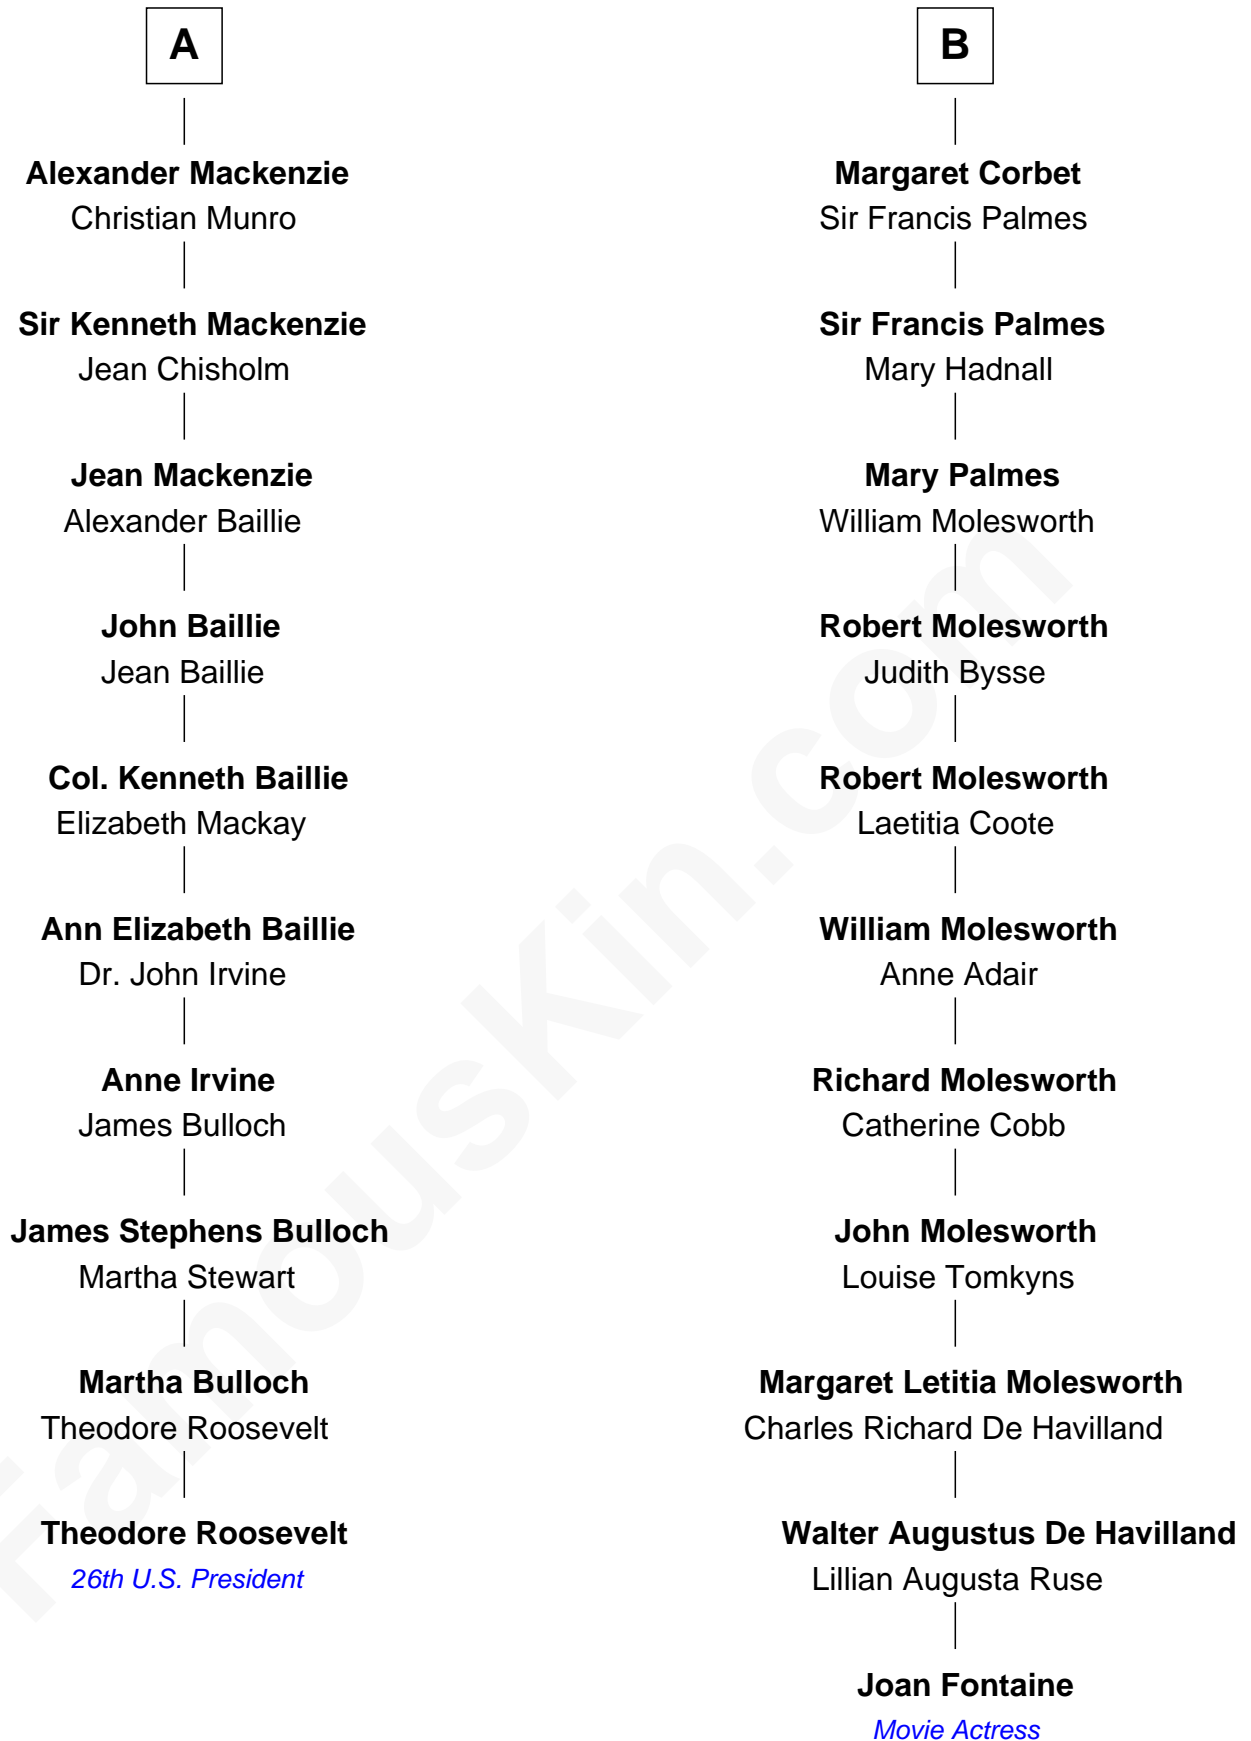 A
Alexander Mackenzie
Christian Munro
Sir Kenneth Mackenzie
Jean Chisholm
Jean Mackenzie
Alexander Baillie
John Baillie
Jean Baillie
Col. Kenneth Baillie
Elizabeth Mackay
Ann Elizabeth Baillie
Dr. John Irvine
Anne Irvine
James Bulloch
James Stephens Bulloch
Martha Stewart
Martha Bulloch
Theodore Roosevelt
Theodore Roosevelt
26th U.S. President
B
Margaret Corbet
Sir Francis Palmes
Sir Francis Palmes
Mary Hadnall
Mary Palmes
William Molesworth
Robert Molesworth
Judith Bysse
Robert Molesworth
Laetitia Coote
William Molesworth
Anne Adair
Richard Molesworth
Catherine Cobb
John Molesworth
Louise Tomkyns
Margaret Letitia Molesworth
Charles Richard De Havilland
Walter Augustus De Havilland
Lillian Augusta Ruse
Joan Fontaine
Movie Actress
FamousKin.com